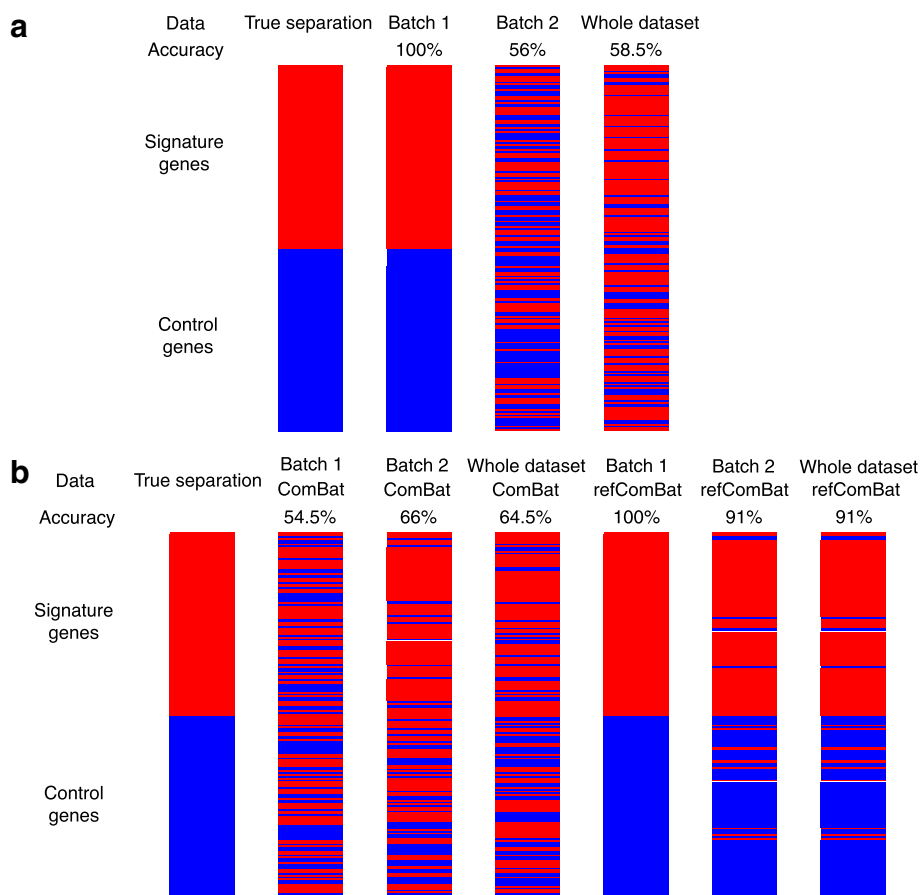 a
Data True separation Batch 1 Batch 2 Whole dataset
Accuracy 100% 56% 58.5%
Signature
genes
Control
genes
b
Data True separation Batch 1 Batch 2 Whole dataset Batch 1 Batch 2 Whole dataset
ComBat ComBat ComBat refComBat refComBat refComBat
Accuracy 54.5% 66% 64.5% 100% 91% 91%
Signature
genes
Control
genes